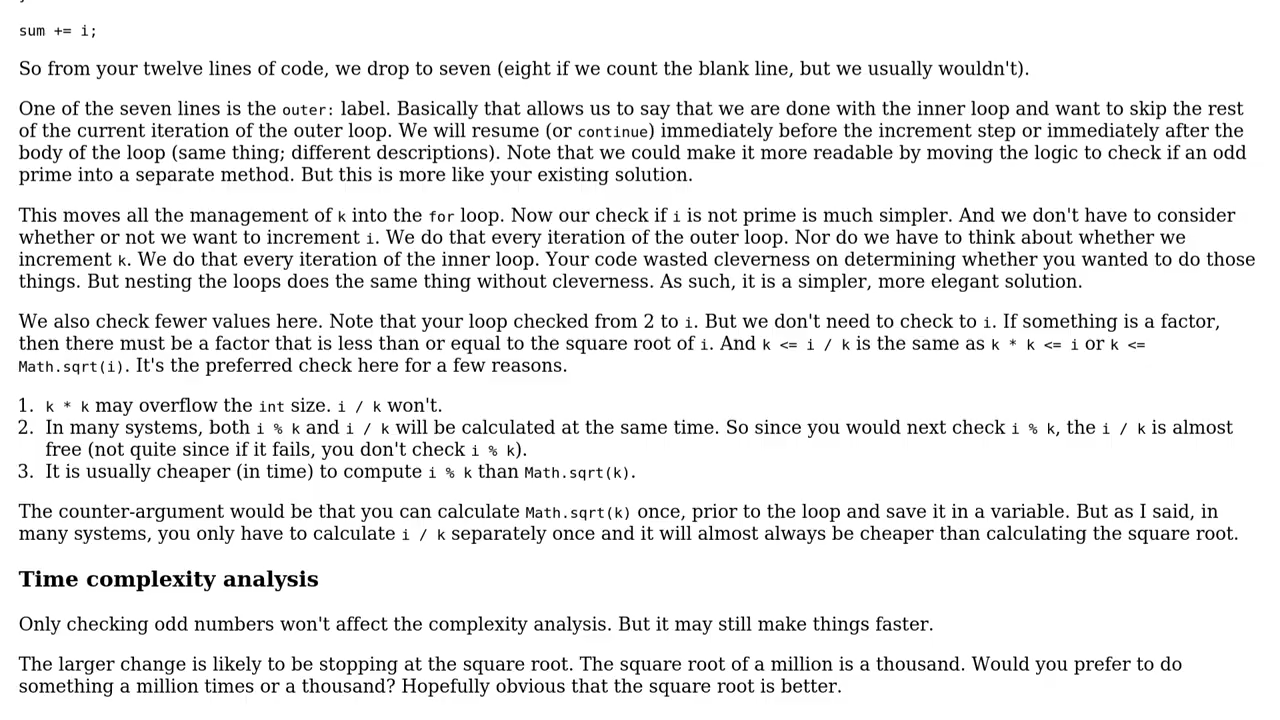 sum += i;
So from your twelve lines of code, we drop to seven (eight if we count the blank line, but we usually wouldn't).
One of the seven lines is the outer: label. Basically that allows us to say that we are done with the inner loop and want to skip the rest
of the current iteration of the outer loop. We will resume (or continue) immediately before the increment step or immediately after the
body of the loop (same thing; different descriptions). Note that we could make it more readable by moving the logic to check if an odd
prime into a separate method. But this is more like your existing solution.
This moves all the management of k into the for loop. Now our check if i is not prime is much simpler. And we don't have to consider
whether or not we want to increment i. We do that every iteration of the outer loop. Nor do we have to think about whether we
increment k. We do that every iteration of the inner loop. Your code wasted cleverness on determining whether you wanted to do those
things. But nesting the loops does the same thing without cleverness. As such, it is a simpler, more elegant solution.
We also check fewer values here. Note that your loop checked from 2 to i. But we don't need to check to i. If something is a factor,
then there must be a factor that is less than or equal to the square root of i. And k <= i / k is the same as k * k <= i or k <=
Math.sqrt(i). It's the preferred check here for a few reasons.
1. k * k may overflow the int size. i / k won't.
2. In many systems, both i % k and i / k will be calculated at the same time. So since you would next check i % k, the i / k is almost
free (not quite since if it fails, you don't check i % k).
3. It is usually cheaper (in time) to compute i % k than Math.sqrt(k).
The counter-argument would be that you can calculate Math.sqrt(k) once, prior to the loop and save it in a variable. But as I said, in
many systems, you only have to calculate i / k separately once and it will almost always be cheaper than calculating the square root.
Time complexity analysis
Only checking odd numbers won't affect the complexity analysis. But it may still make things faster.
The larger change is likely to be stopping at the square root. The square root of a million is a thousand. Would you prefer to do
something a million times or a thousand? Hopefully obvious that the square root is better.